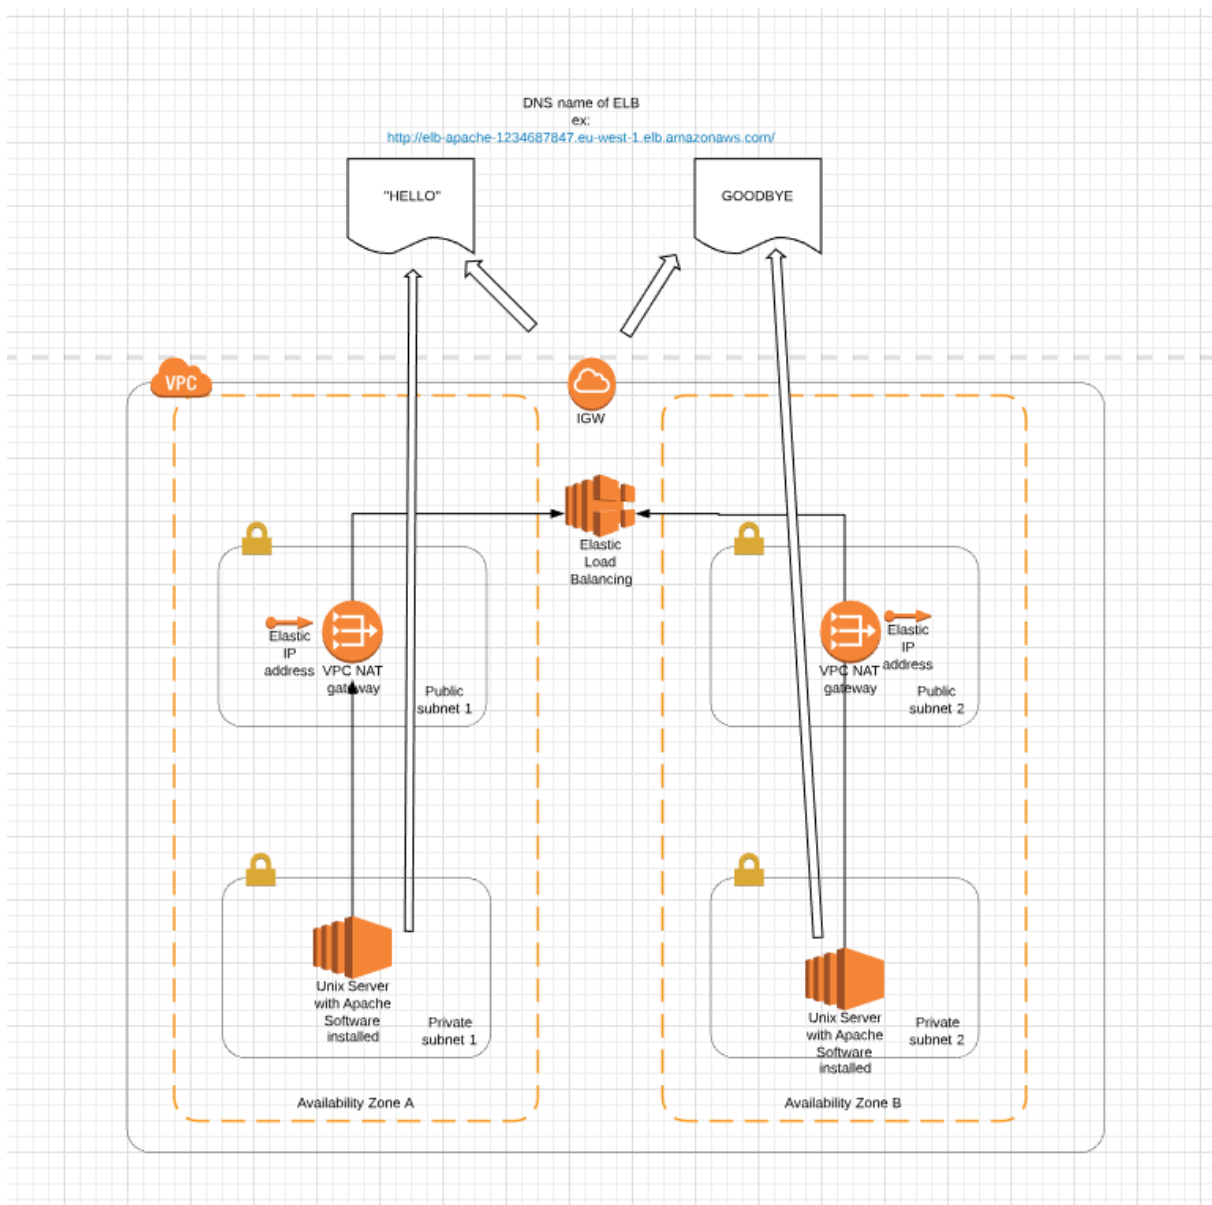 DNS name of ELB
ex:
http://elb-apache-1234687847.eu-west-1.elb.amazonaws.com/
"HELLO"
GOODBYE
VPC
IGW
Elastic
Load
Balancing
Elastic
IP
address
VPC NAT
gateway
Public
subnet 1
VPC NAT
gateway
Elastic
IP
address
Public
subnet 2
Unix Server
with Apache
Software
installed
Private
subnet 1
Unix Server
with Apache
Software
installed
Private
subnet 2
Availability Zone A
Availability Zone B